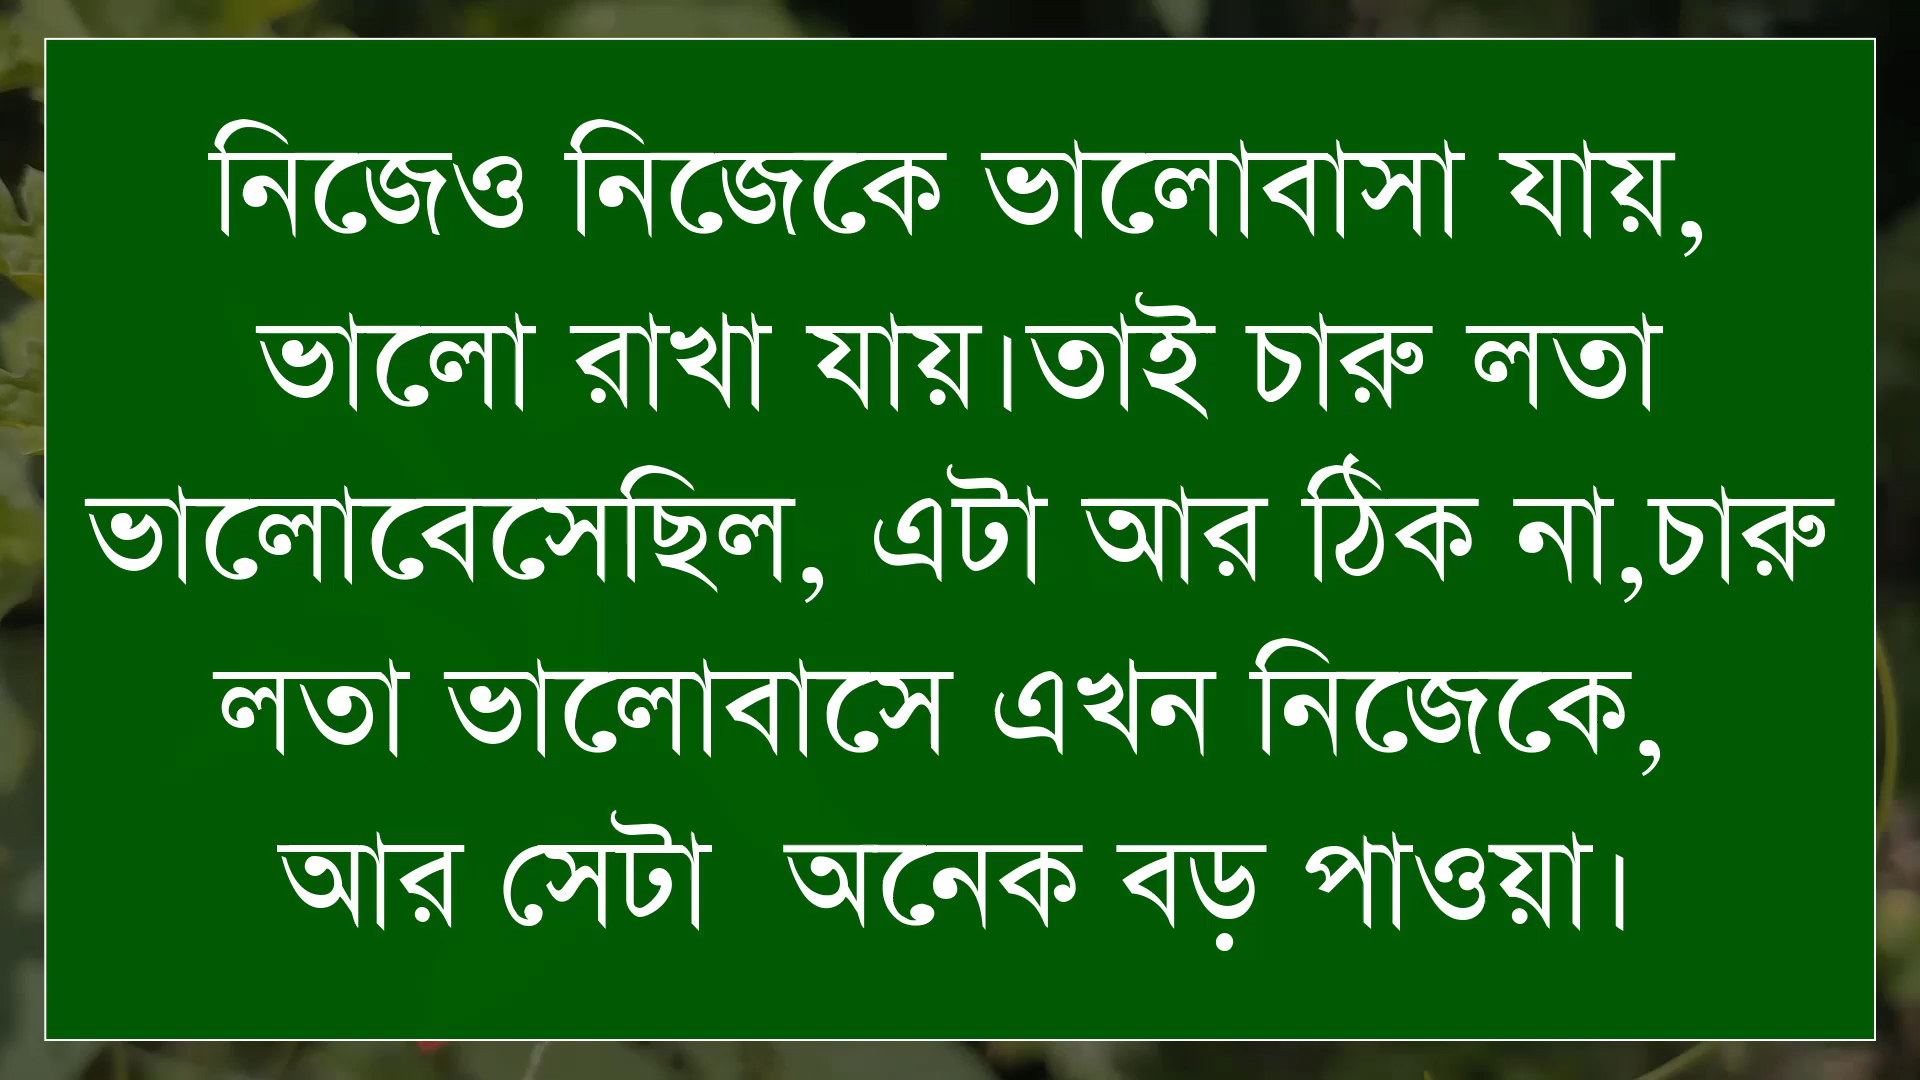 নিজেও নিজেকে ভালোবাসা যায়,
ভালো রাখা যায়।তাই চারু লতা
ভালোবেসেছিল, এটা আর ঠিক না,চারু
লতা ভালোবাসে এখন নিজেকে,
আর সেটা  অনেক বড় পাওয়া।